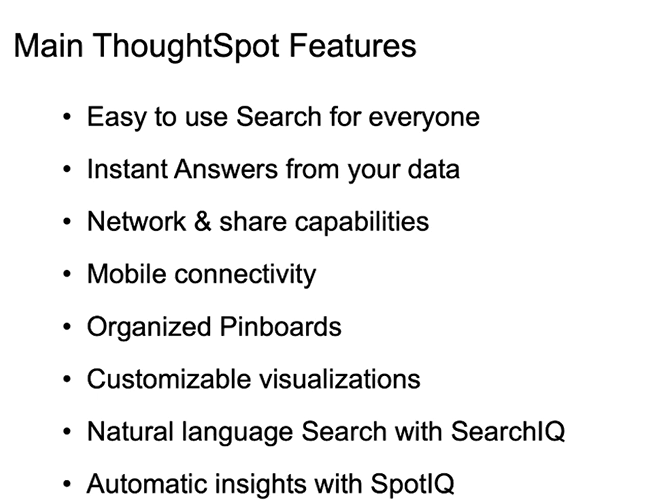 Main ThoughtSpot Features
• Easy to use Search for everyone
• Instant Answers from your data
• Network & share capabilities
• Mobile connectivity
• Organized Pinboards
• Customizable visualizations
• Natural language Search with SearchIQ
• Automatic insights with SpotIQ